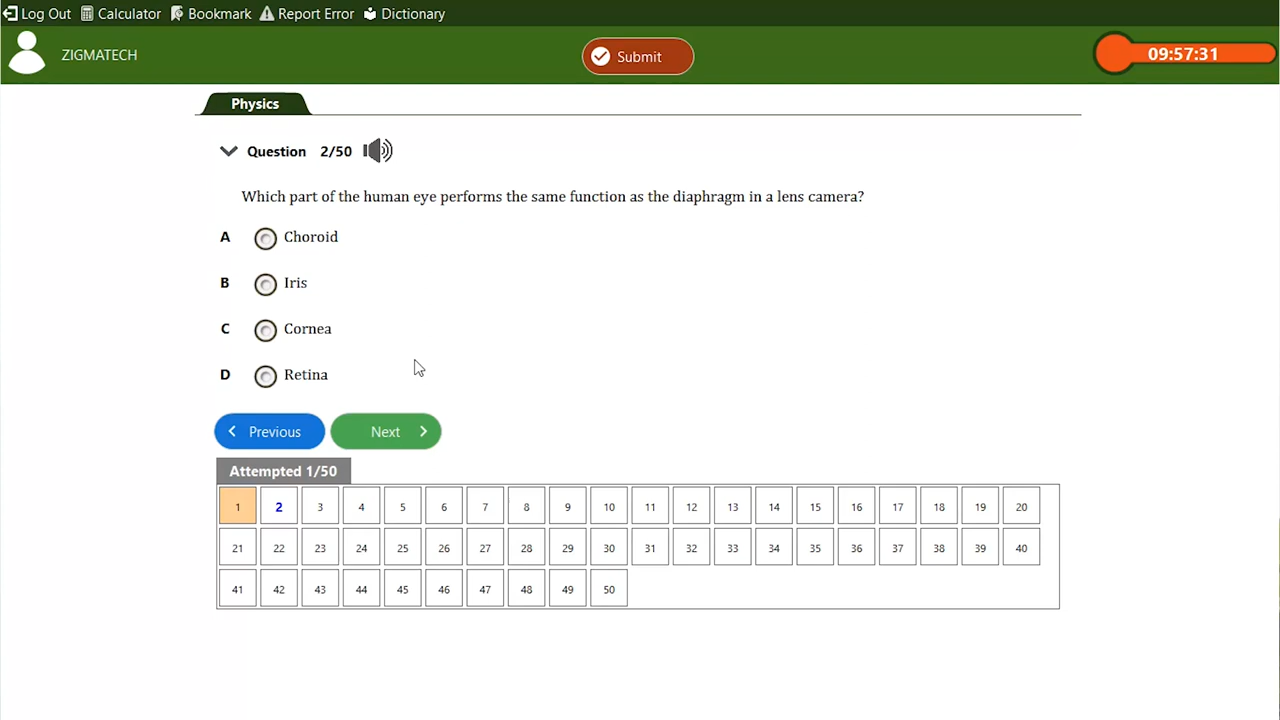 Log Out Calculator Bookmark Report Error Dictionary
ZIGMATECH
Submit
09:57:31
Physics
Question 2/50
Which part of the human eye performs the same function as the diaphragm in a lens camera?
A Choroid
B Iris
C Cornea
D Retina
Previous Next
Attempted 1/50
1 2 3 4 5 6 7 8 9 10 11 12 13 14 15 16 17 18 19 20
21 22 23 24 25 26 27 28 29 30 31 32 33 34 35 36 37 38 39 40
41 42 43 44 45 46 47 48 49 50